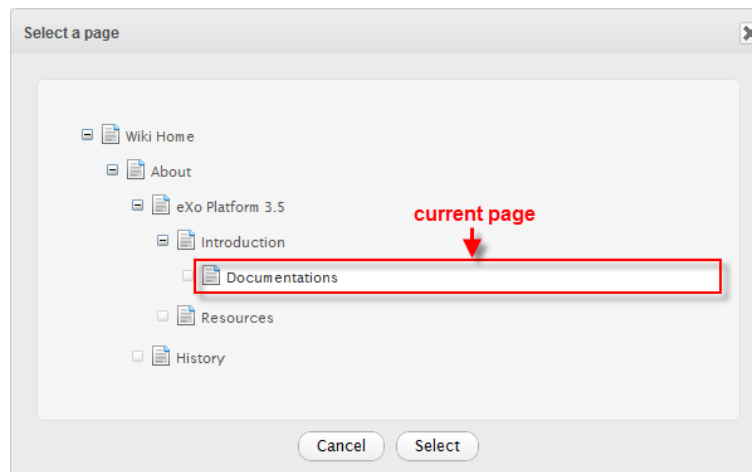 Select a page
Wiki Home
About
eXo Platform 3.5
current page
Introduction
Documentations
Resources
History
Cancel Select